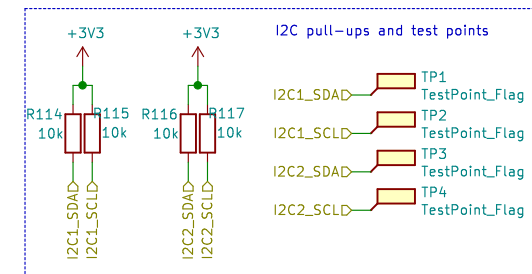 I2C pull-ups and test points
+3V3
+3V3
R114
R115
10k
10k
R116
R117
10k
10k
I2C1_SDA
I2C1_SCL
I2C2_SDA
I2C2_SCL
I2C1_SDA
TP1
TestPoint_Flag
I2C1_SCL
TP2
TestPoint_Flag
I2C2_SDA
TP3
TestPoint_Flag
I2C2_SCL
TP4
TestPoint_Flag